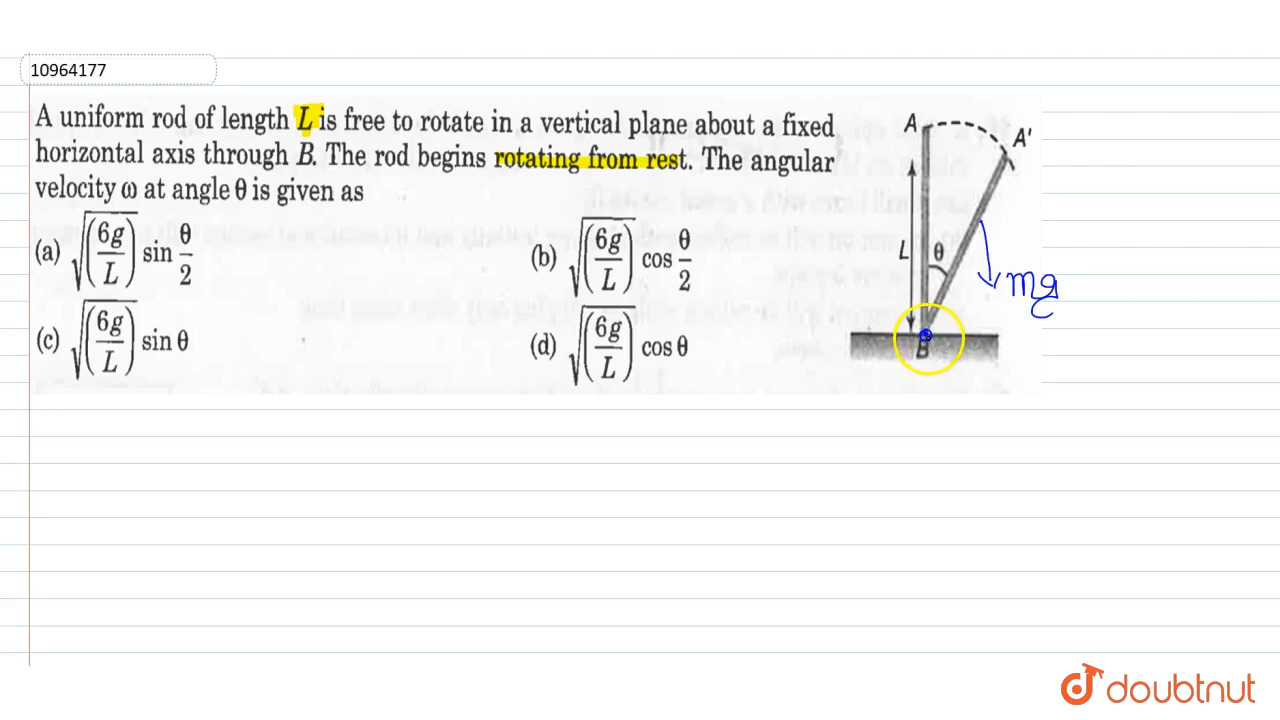 10964177
A uniform rod of length L is free to rotate in a vertical plane about a fixed
horizontal axis through B. The rod begins rotating from rest. The angular
velocity ω at angle θ is given as
(a) √(6g/L) sin θ/2
(b) √(6g/L) cos θ/2
(c) √(6g/L) sin θ
(d) √(6g/L) cos θ
A
A'
L
θ
mg
B
doubtnut